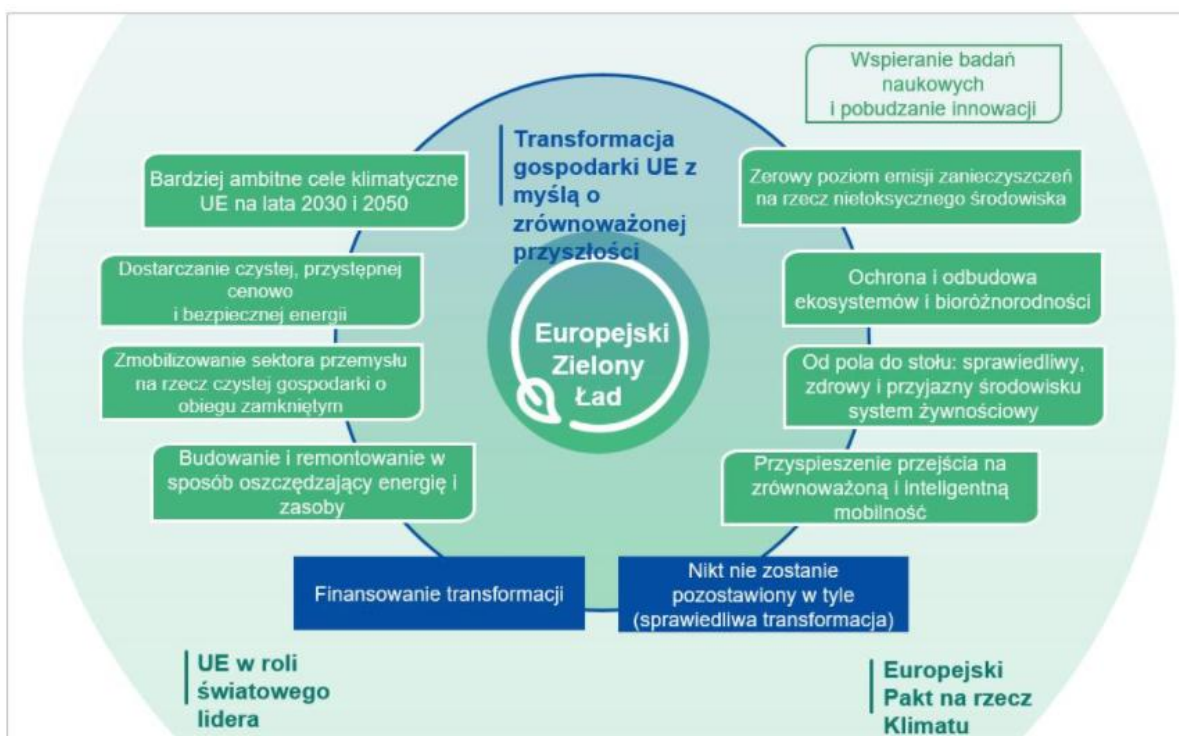 Wspieranie badań
naukowych
i pobudzanie innowacji
Transformacja
gospodarki UE z
myślą o
zrównoważonej
przyszłości
Bardziej ambitne cele klimatyczne
UE na lata 2030 i 2050
Zerowy poziom emisji zanieczyszczeń
na rzecz nietoksycznego środowiska
Dostarczanie czystej, przystępnej
cenowo
i bezpiecznej energii
Ochrona i odbudowa
ekosystemów i bioróżnorodności
Europejski
Zielony
Ład
Zmobilizowanie sektora przemysłu
na rzecz czystej gospodarki o
obiegu zamkniętym
Od pola do stołu: sprawiedliwy,
zdrowy i przyjazny środowisku
system żywnościowy
Budowanie i remontowanie w
sposób oszczędzający energię i
zasoby
Przyspieszenie przejścia na
zrównoważoną i inteligentną
mobilność
Finansowanie transformacji
Nikt nie zostanie
pozostawiony w tyle
(sprawiedliwa transformacja)
UE w roli
światowego
lidera
Europejski
Pakt na rzecz
Klimatu